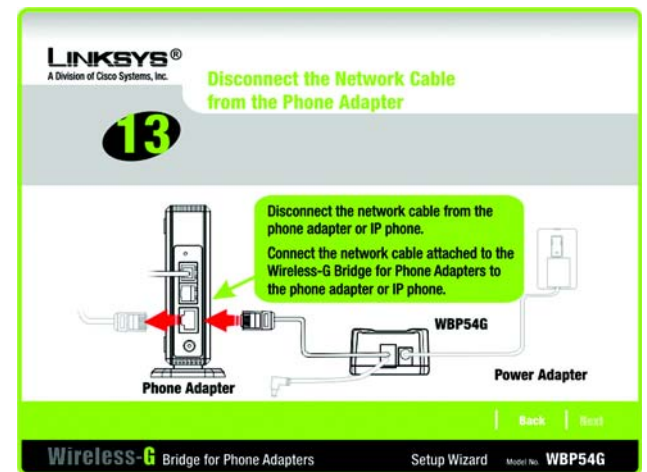 LINKSYS®
A Division of Cisco Systems, Inc.
Disconnect the Network Cable
from the Phone Adapter
13
Disconnect the network cable from the
phone adapter or IP phone.
Connect the network cable attached to the
Wireless-G Bridge for Phone Adapters to
the phone adapter or IP phone.
WBP54G
Power Adapter
Phone Adapter
Back Next
Wireless-G Bridge for Phone Adapters Setup Wizard Model No. WBP54G